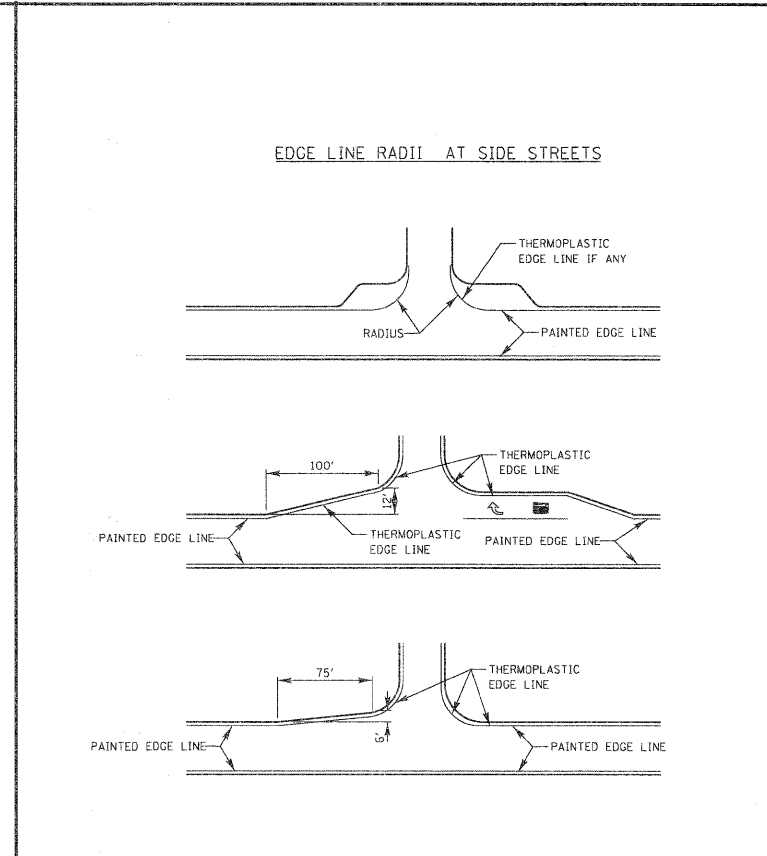 EDGE LINE RADII AT SIDE STREETS
THERMOPLASTIC
EDGE LINE IF ANY
RADIUS
PAINTED EDGE LINE
100'
THERMOPLASTIC
EDGE LINE
12'
PAINTED EDGE LINE
THERMOPLASTIC
EDGE LINE
PAINTED EDGE LINE
75'
THERMOPLASTIC
EDGE LINE
6'
PAINTED EDGE LINE
PAINTED EDGE LINE